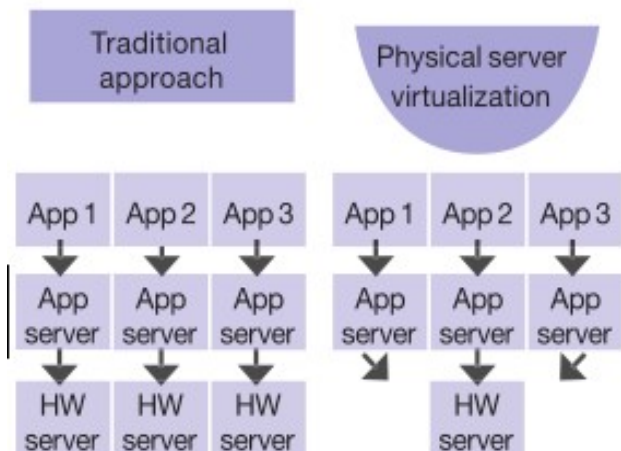 Traditional
approach
Physical server
virtualization
App 1 App 2 App 3
App server App server App server
HW server HW server HW server
App 1 App 2 App 3
App server App server App server
HW server